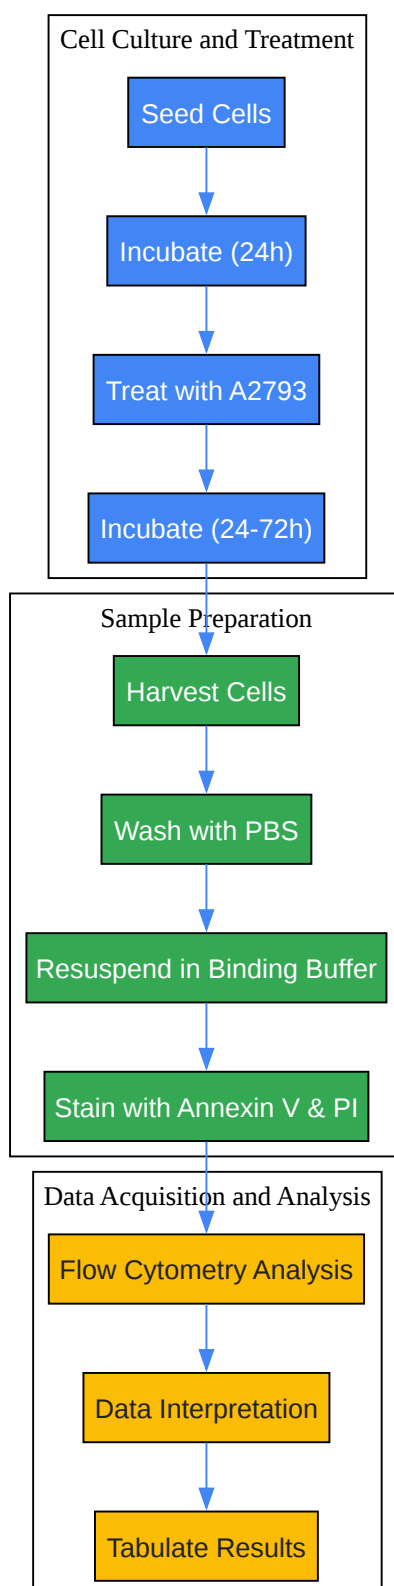 Cell Culture and Treatment
Seed Cells
Incubate (24h)
Treat with A2793
Incubate (24-72h)
Sample Preparation
Harvest Cells
Wash with PBS
Resuspend in Binding Buffer
Stain with Annexin V & PI
Data Acquisition and Analysis
Flow Cytometry Analysis
Data Interpretation
Tabulate Results